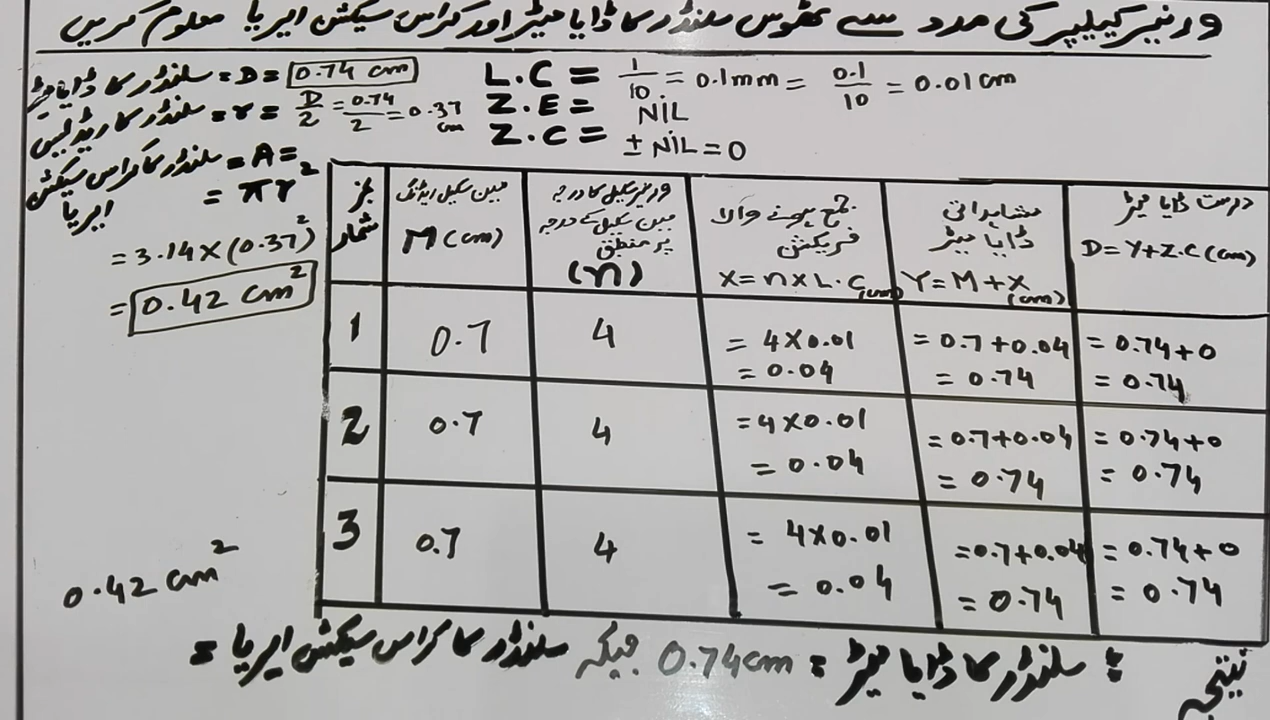 ورنیر کیلیپر کی مدد سے ٹھوس سلنڈر کا ڈایا میٹر اور کراس سیکشن ایریا معلوم کریں
سلنڈر کا ڈایا میٹر = D = 0.74 cm
سلنڈر کا ریڈیس = r = D/2 = 0.74/2 = 0.37 cm
سلنڈر کا کراس سیکشن ایریا = A =
= πr²
= 3.14 × (0.37)²
= 0.42 cm²
L.C = 1/10 = 0.1mm = 0.1/10 = 0.01cm
Z.E = NIL
Z.C = ± NIL = 0
نمبر شمار
مین سکیل ریڈنگ M (cm)
ورنیر سکیل کا درجہ مین سکیل کے درجہ پر منطبق (n)
جمع ہونے والا فریکشن X = n × L.C (cm)
مشاہداتی ڈایا میٹر Y = M + X (cm)
درست ڈایا میٹر D = Y + Z.C (cm)
1 0.7 4 = 4×0.01 = 0.7+0.04 = 0.74+0
= 0.04 = 0.74 = 0.74
2 0.7 4 = 4×0.01 = 0.7+0.04 = 0.74+0
= 0.04 = 0.74 = 0.74
3 0.7 4 = 4×0.01 = 0.7+0.04 = 0.74+0
= 0.04 = 0.74 = 0.74
0.42 cm²
نتیجہ : سلنڈر کا ڈایا میٹر = 0.74cm جبکہ سلنڈر کا کراس سیکشن ایریا =